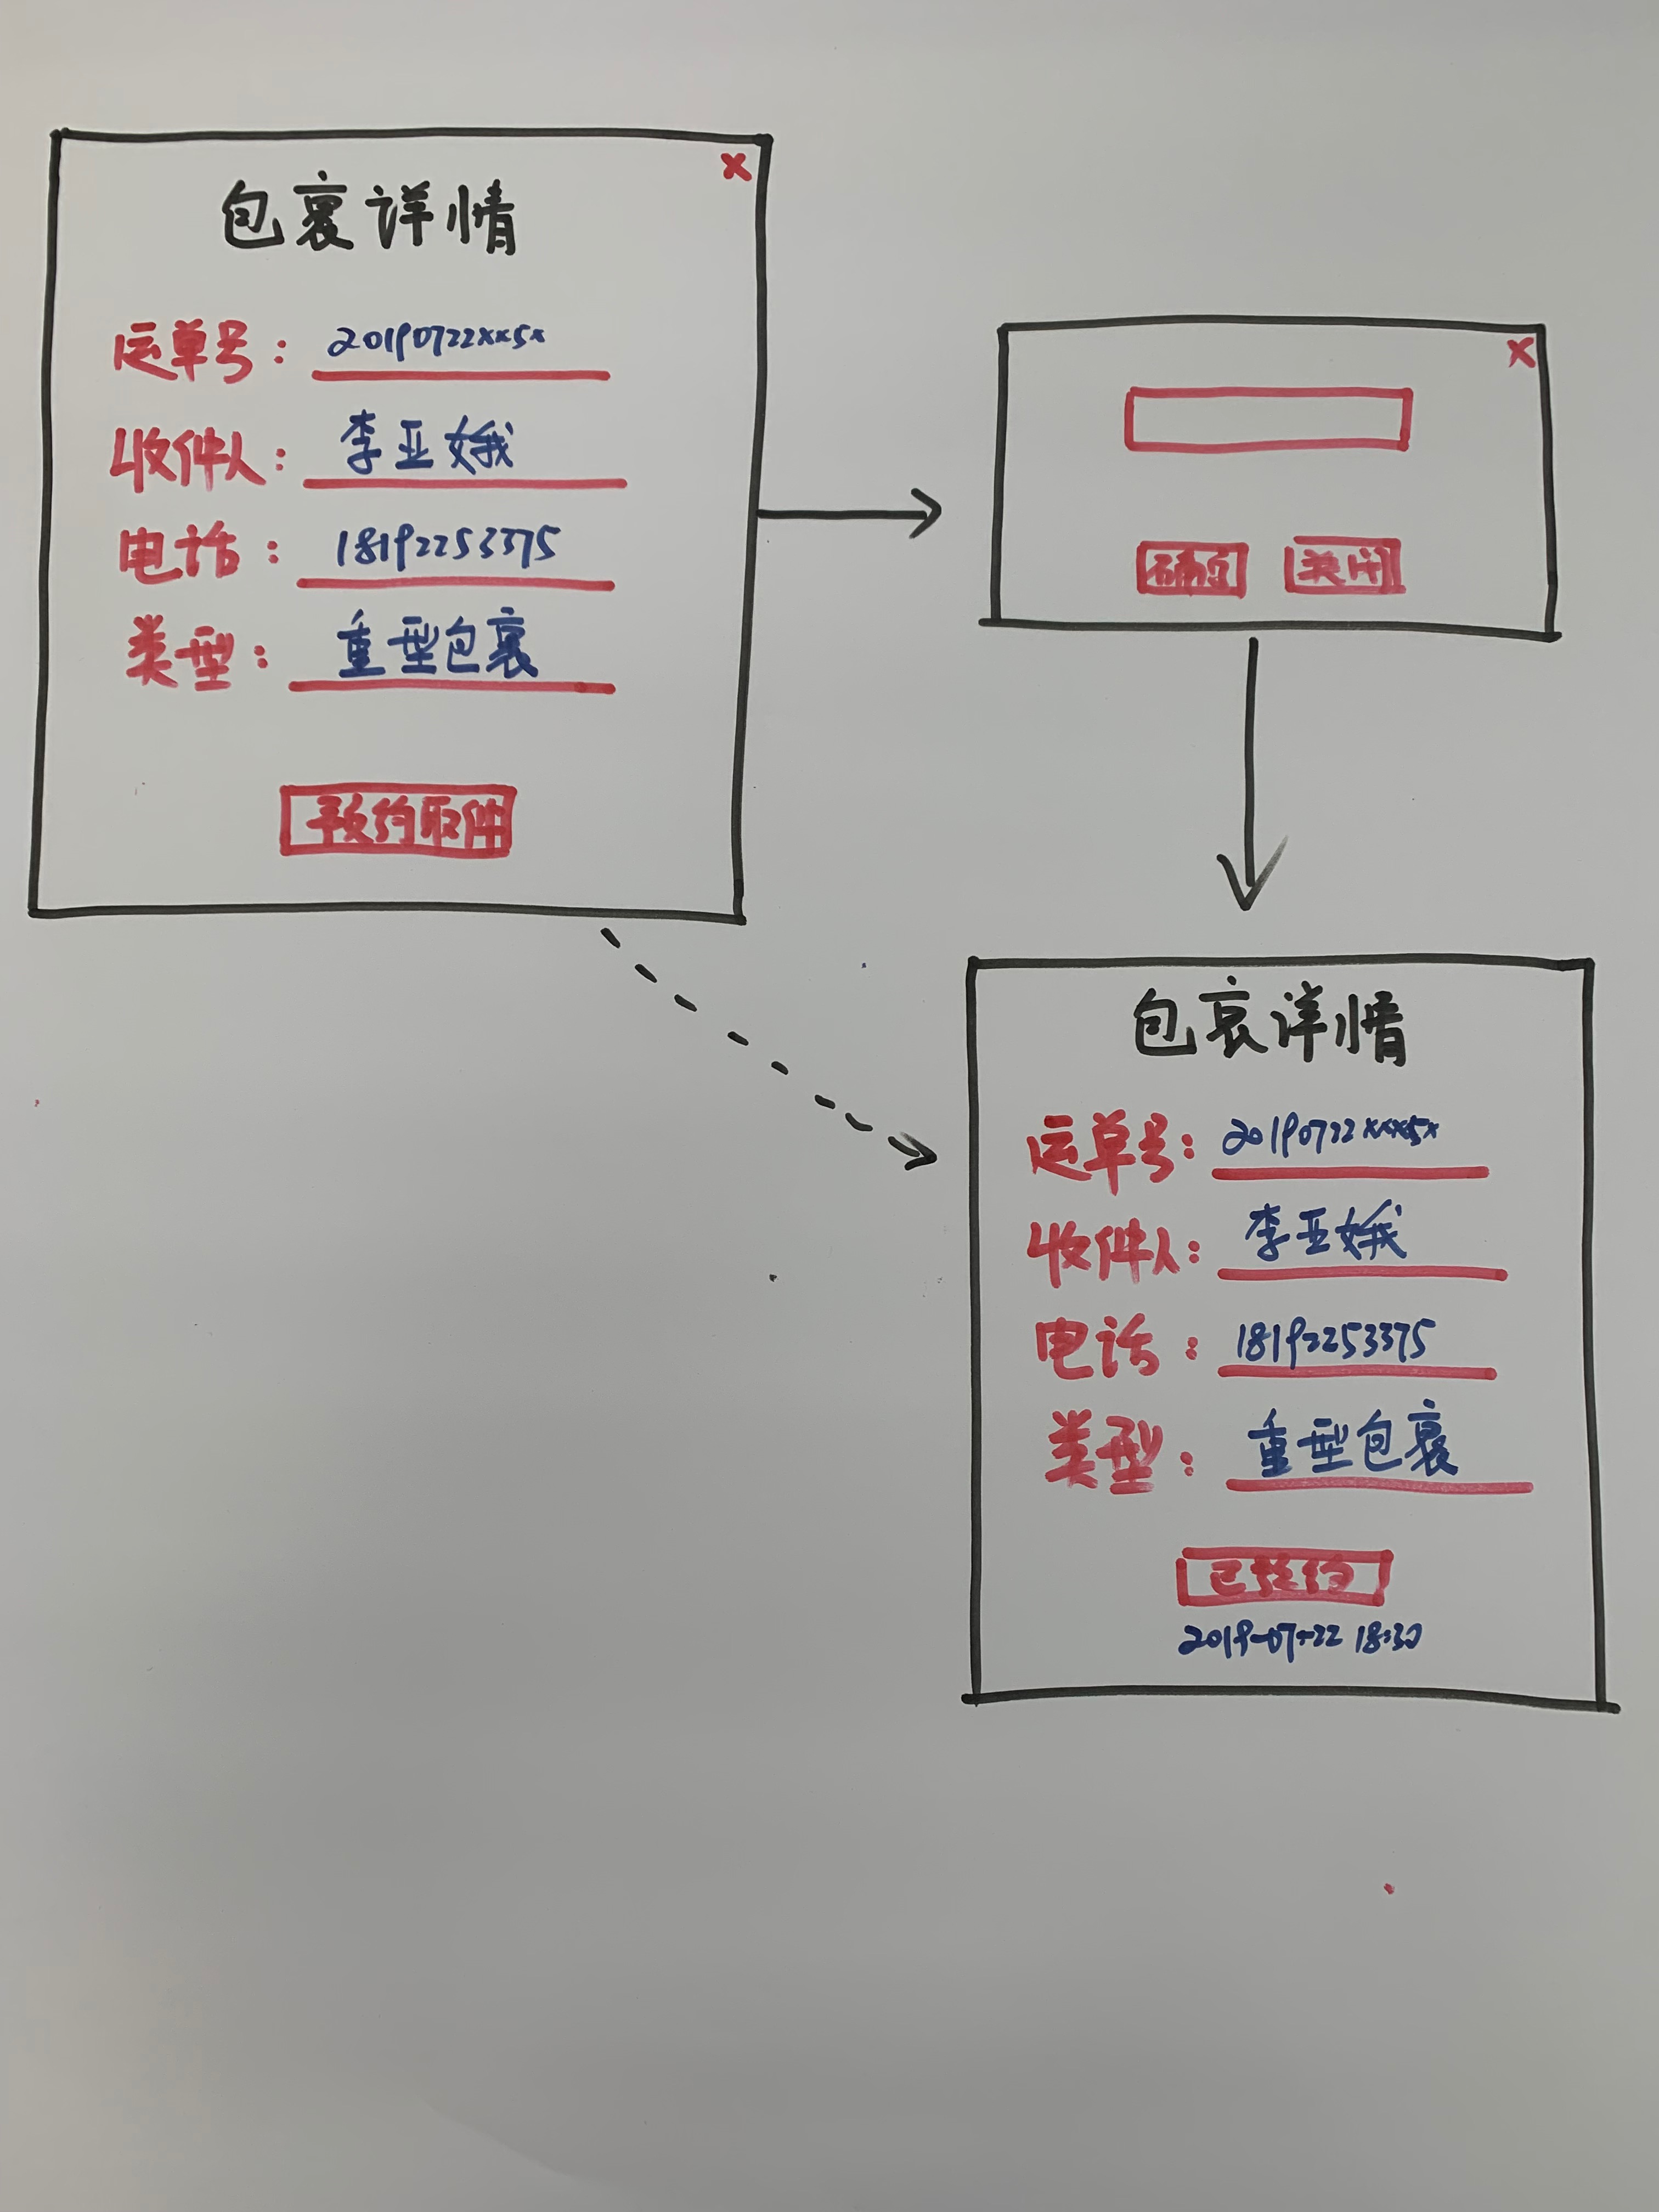 x
包裹详情
运单号: 20190722xx5x
收件人: 李亚娥
电话: 18192253375
类型: 重型包裹
预约取件
x
确定 关闭
包裹详情
运单号: 20190722xxx5x
收件人: 李亚娥
电话: 18192253375
类型: 重型包裹
已预约
2019-07-22 18:30